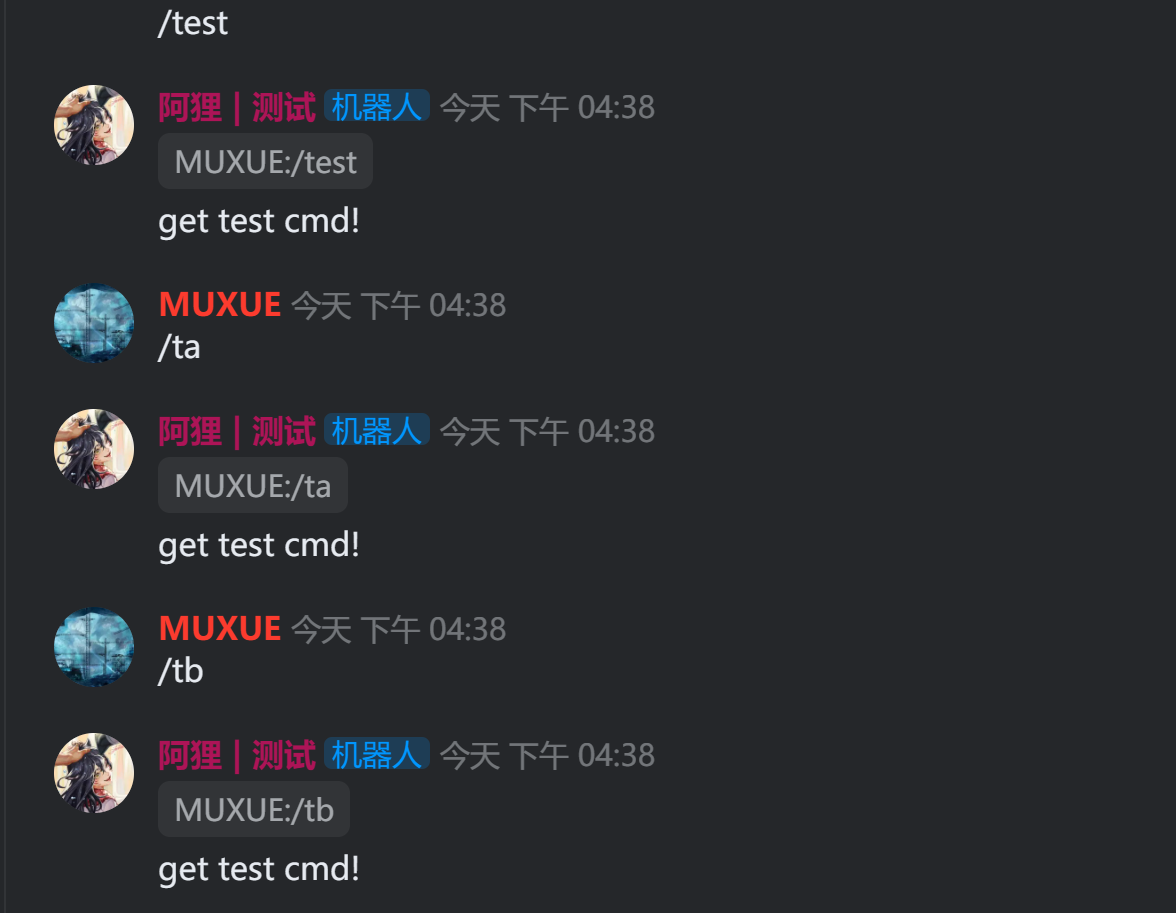 /test
阿狸 | 测试 机器人 今天 下午 04:38
MUXUE:/test
get test cmd!
MUXUE 今天 下午 04:38
/ta
阿狸 | 测试 机器人 今天 下午 04:38
MUXUE:/ta
get test cmd!
MUXUE 今天 下午 04:38
/tb
阿狸 | 测试 机器人 今天 下午 04:38
MUXUE:/tb
get test cmd!